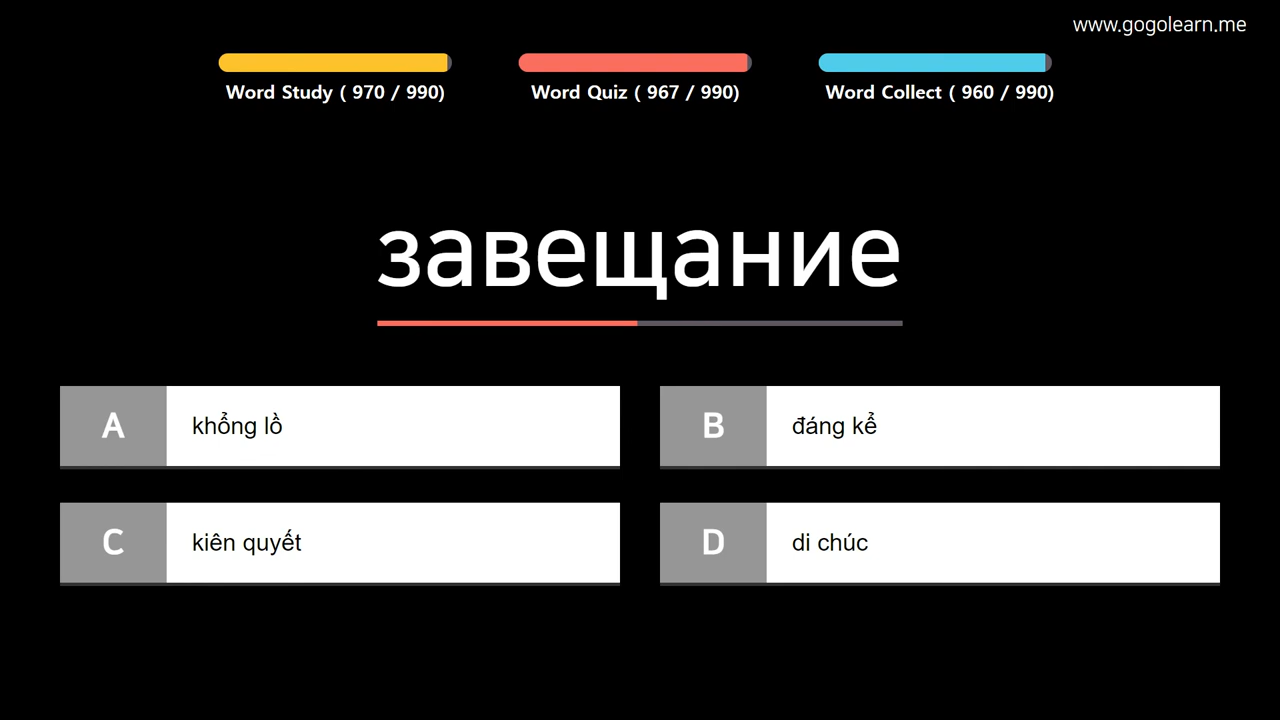 www.gogolearn.me
Word Study ( 970 / 990)
Word Quiz ( 967 / 990)
Word Collect ( 960 / 990)
завещание
A khổng lồ
B đáng kể
C kiên quyết
D di chúc